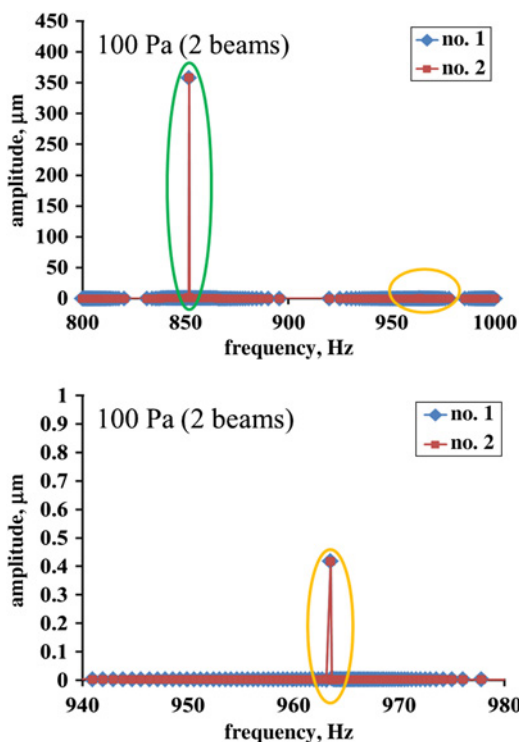 450
400
350
300
250
200
150
100
50
0
amplitude, μm
100 Pa (2 beams)
no. 1
no. 2
800 850 900 950 1000
frequency, Hz
1
0.9
0.8
0.7
0.6
0.5
0.4
0.3
0.2
0.1
0
amplitude, μm
100 Pa (2 beams)
no. 1
no. 2
940 950 960 970 980
frequency, Hz